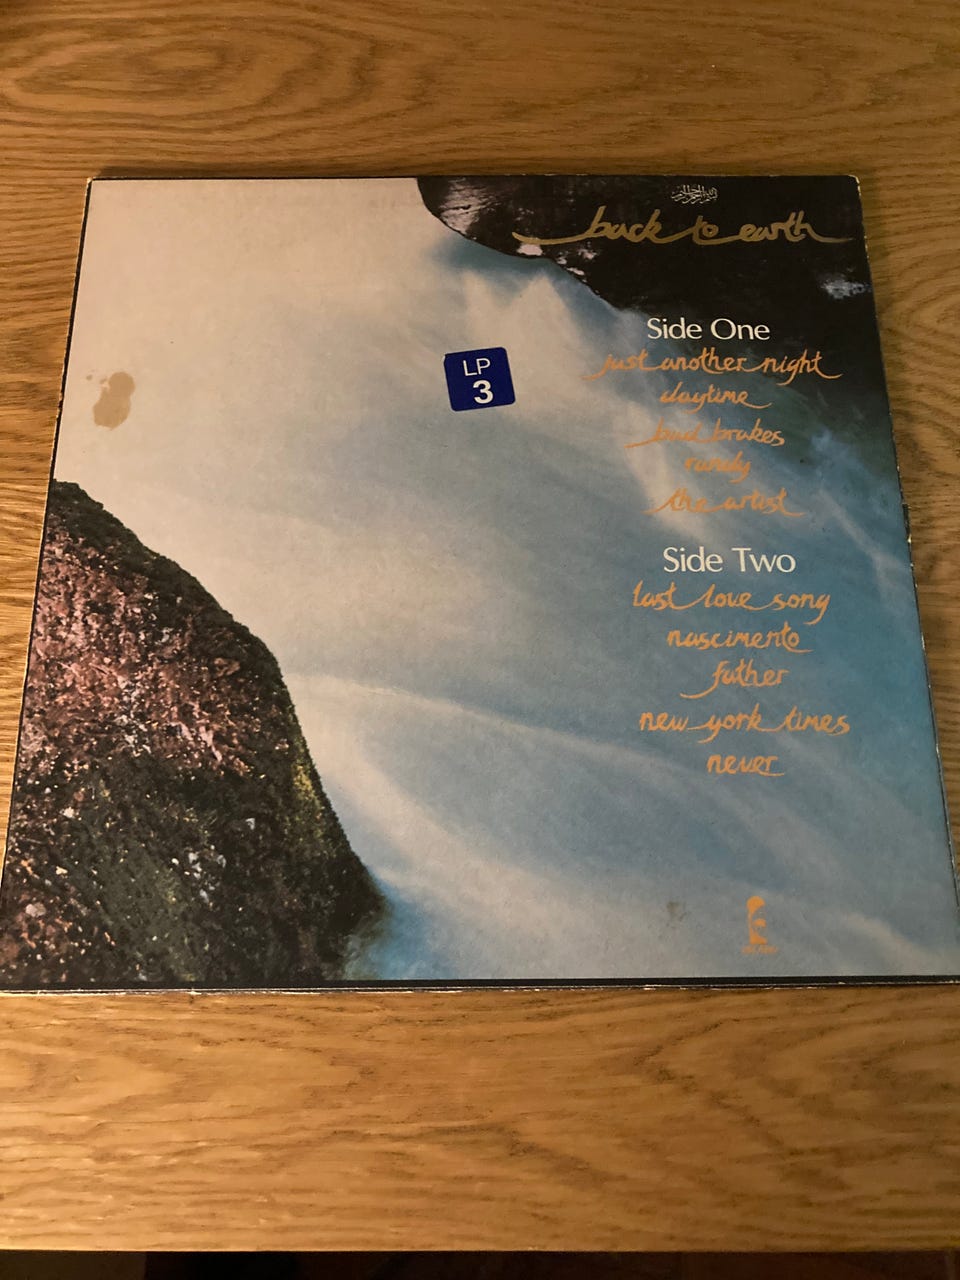 back to earth
LP
3
Side One
just another night
daytime
bad brakes
randy
the artist
Side Two
last love song
nascimento
father
new york times
never